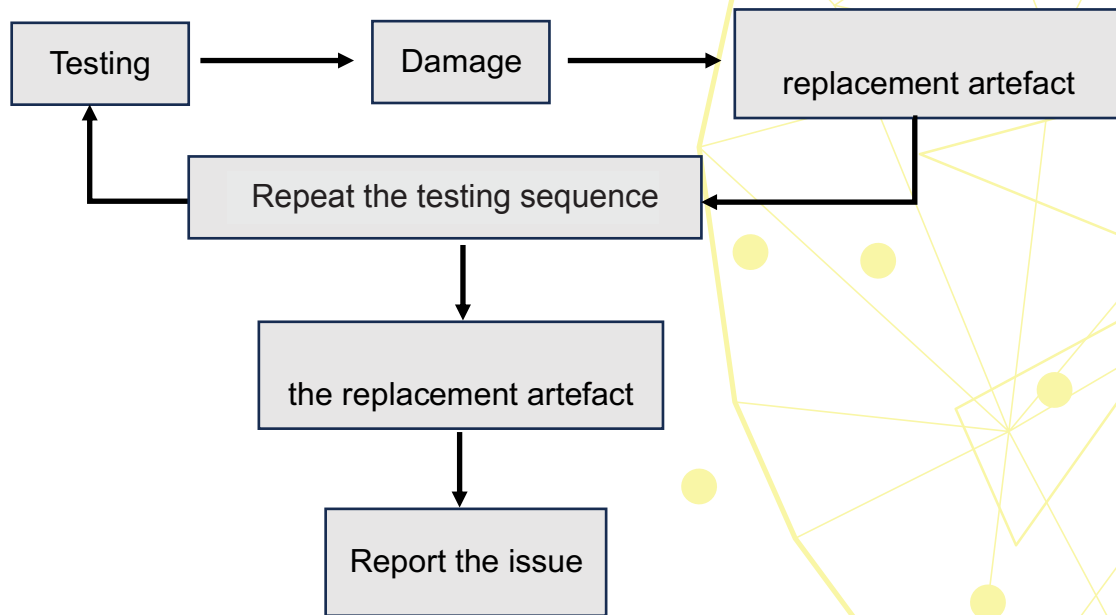 Testing
Damage
replacement artefact
Repeat the testing sequence
the replacement artefact
Report the issue